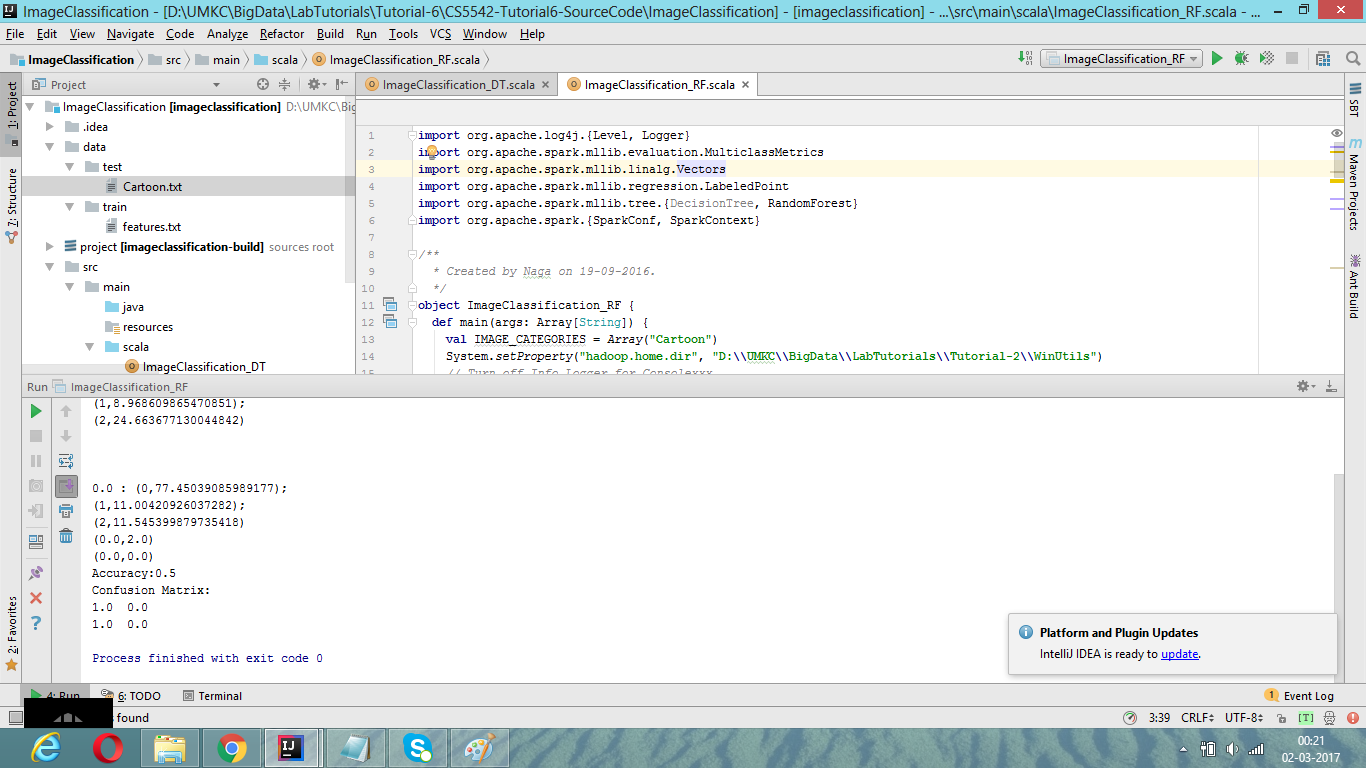 ImageClassification - [D:\UMKC\BigData\LabTutorials\Tutorial-6\CS5542-Tutorial6-SourceCode\ImageClassification] - [imageclassification] - ...\src\main\scala\ImageClassification_RF.scala - ...
File Edit View Navigate Code Analyze Refactor Build Run Tools VCS Window Help
ImageClassification src main scala ImageClassification_RF.scala
ImageClassification_RF
1: Project
7: Structure
2: Favorites
Project
ImageClassification [imageclassification] D:\UMKC\Big
.idea
data
test
Cartoon.txt
train
features.txt
project [imageclassification-build] sources root
src
main
java
resources
scala
ImageClassification_DT
ImageClassification_DT.scala
ImageClassification_RF.scala
1 import org.apache.log4j.{Level, Logger}
2 import org.apache.spark.mllib.evaluation.MulticlassMetrics
3 import org.apache.spark.mllib.linalg.Vectors
4 import org.apache.spark.mllib.regression.LabeledPoint
5 import org.apache.spark.mllib.tree.{DecisionTree, RandomForest}
6 import org.apache.spark.{SparkConf, SparkContext}
7
8 /**
9 * Created by Naga on 19-09-2016.
10 */
11 object ImageClassification_RF {
12 def main(args: Array[String]) {
13 val IMAGE_CATEGORIES = Array("Cartoon")
14 System.setProperty("hadoop.home.dir", "D:\\UMKC\\BigData\\LabTutorials\\Tutorial-2\\WinUtils")
15 // Turn off Info Logger for Consolexxx
SBT
Maven Projects
Ant Build
Run ImageClassification_RF
(1,8.968609865470851);
(2,24.663677130044842)
0.0 : (0,77.45039085989177);
(1,11.00420926037282);
(2,11.545399879735418)
(0.0,2.0)
(0.0,0.0)
Accuracy:0.5
Confusion Matrix:
1.0 0.0
1.0 0.0
Process finished with exit code 0
Platform and Plugin Updates
IntelliJ IDEA is ready to update.
4: Run 6: TODO Terminal
1 Event Log
found
3:39 CRLF UTF-8 [T]
00:21
02-03-2017